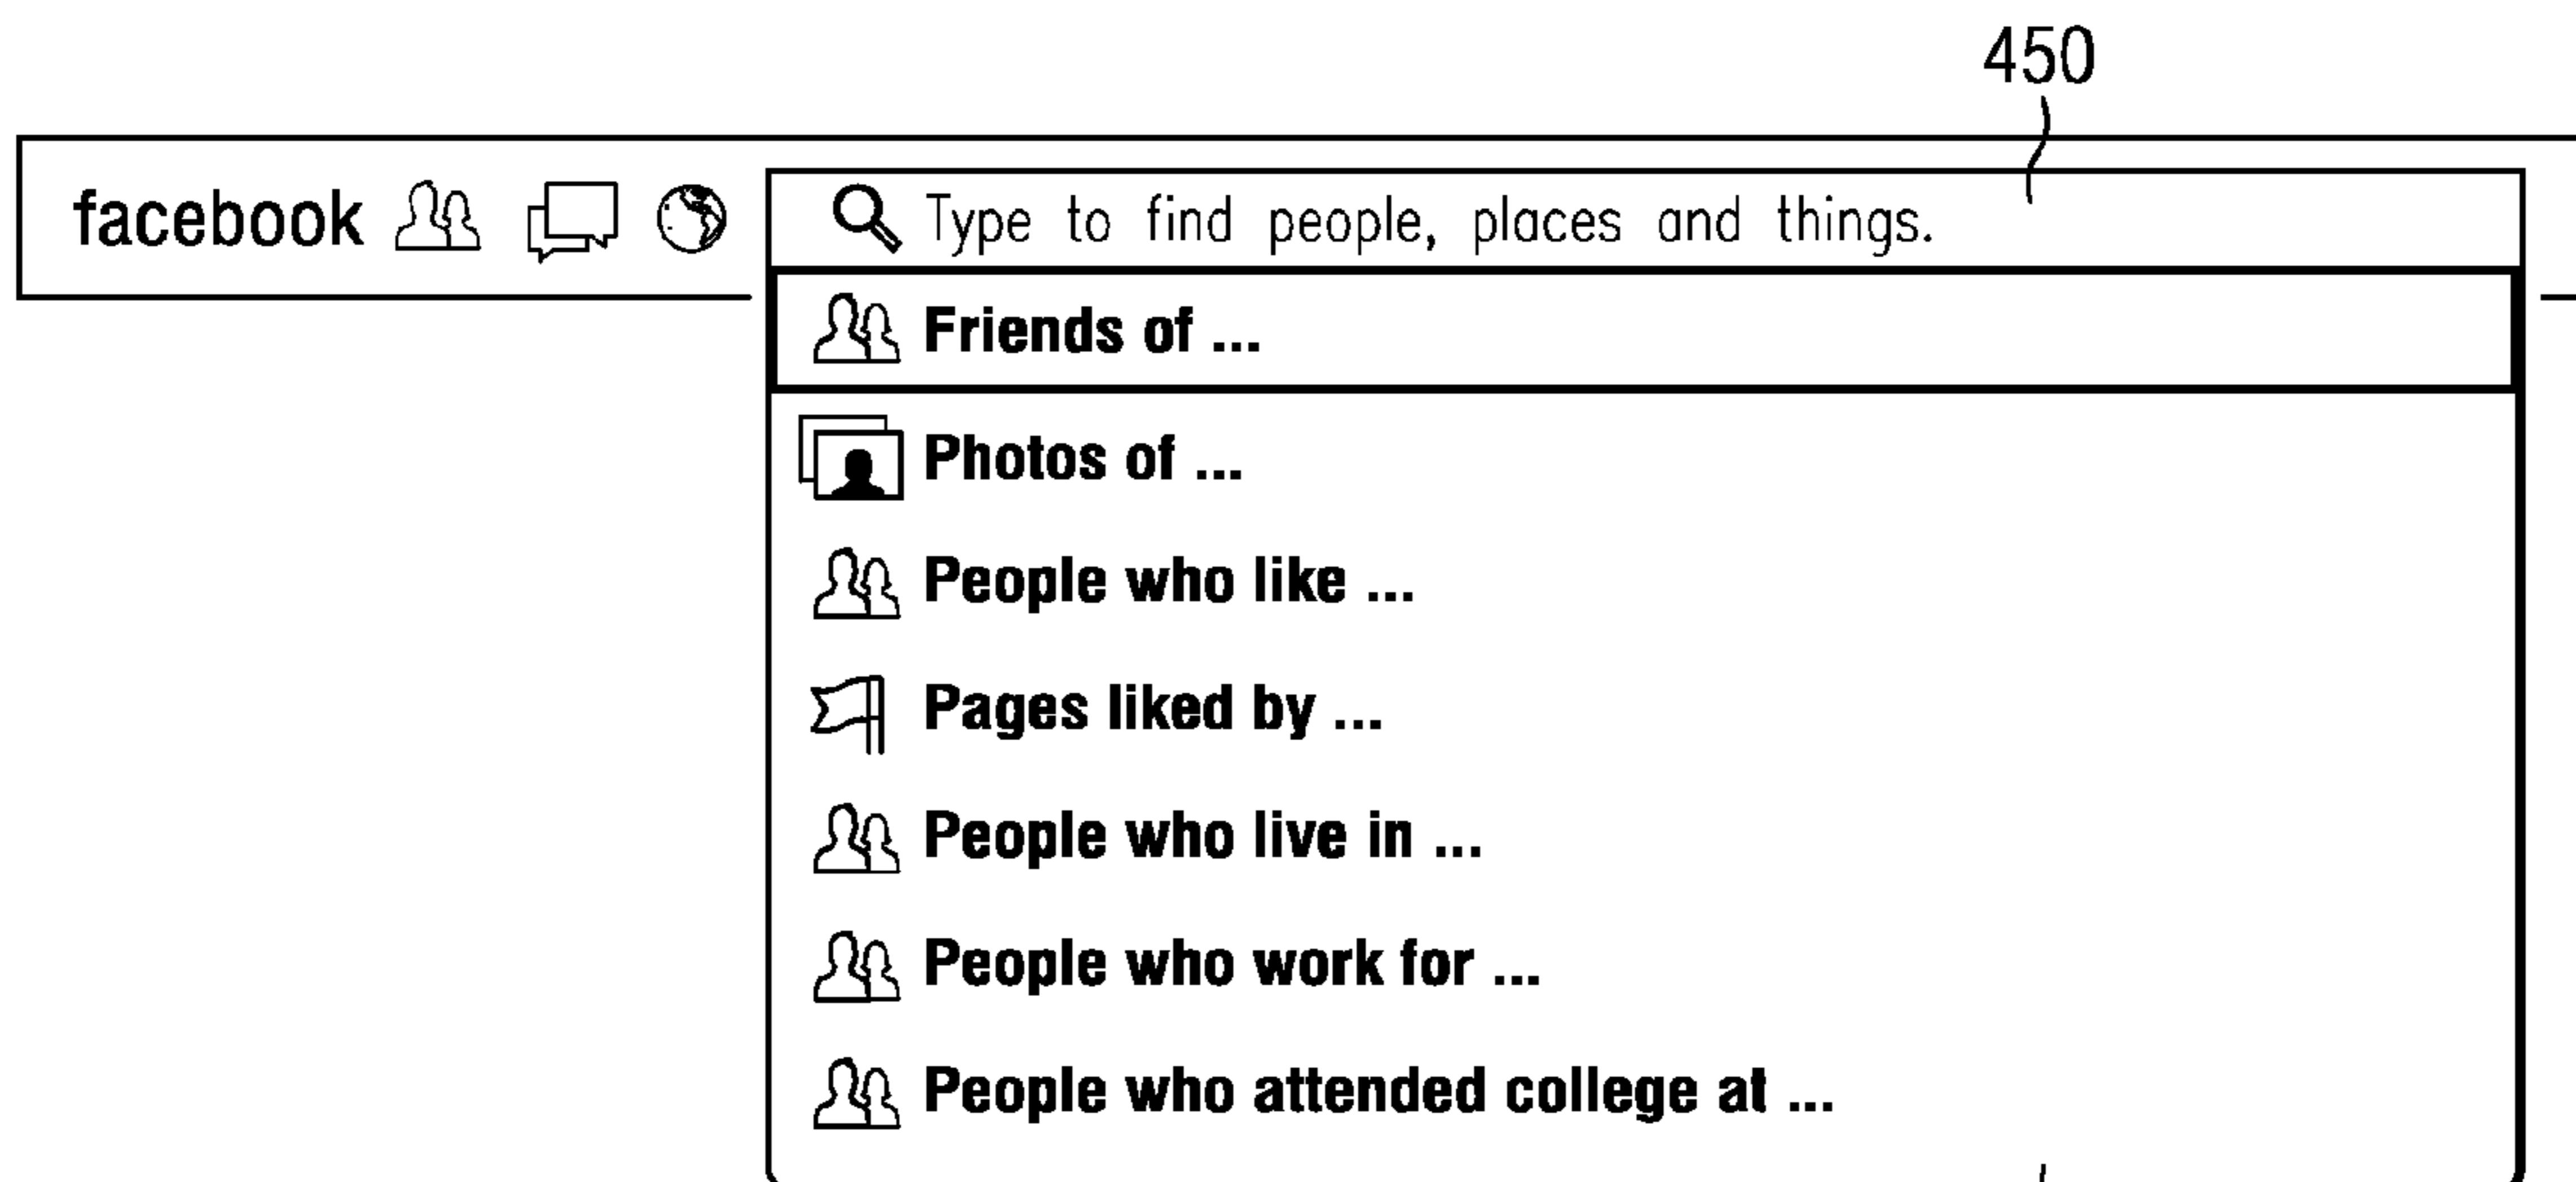 450
facebook Type to find people, places and things.
Friends of ...
Photos of ...
People who like ...
Pages liked by ...
People who live in ...
People who work for ...
People who attended college at ...